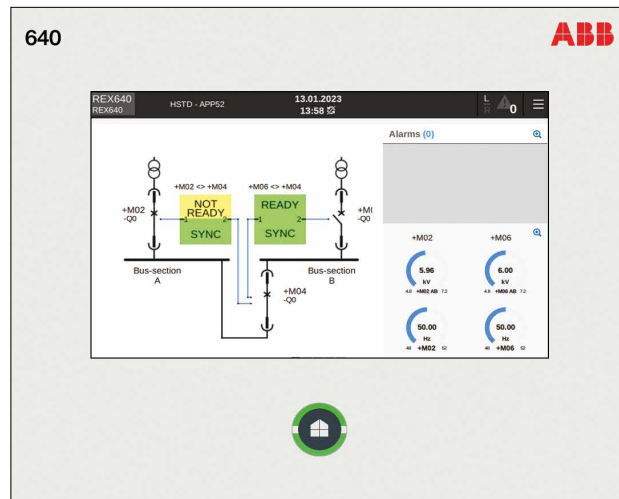 640
ABB
REX640
REX640
HSTD - APP52
13.01.2023
13:58
L
R
0
Alarms (0)
+M02 <> +M04
+M06 <> +M04
NOT
READY
1 2
SYNC
READY
1 2
SYNC
+M02
-Q0
+M(
-Q0
Bus-section
A
Bus-section
B
+M04
-Q0
+M02
+M06
5.96
kV
4.8 +M02 AB 7.2
6.00
kV
4.8 +M06 AB 7.2
50.00
Hz
48 +M02 52
50.00
Hz
48 +M06 52